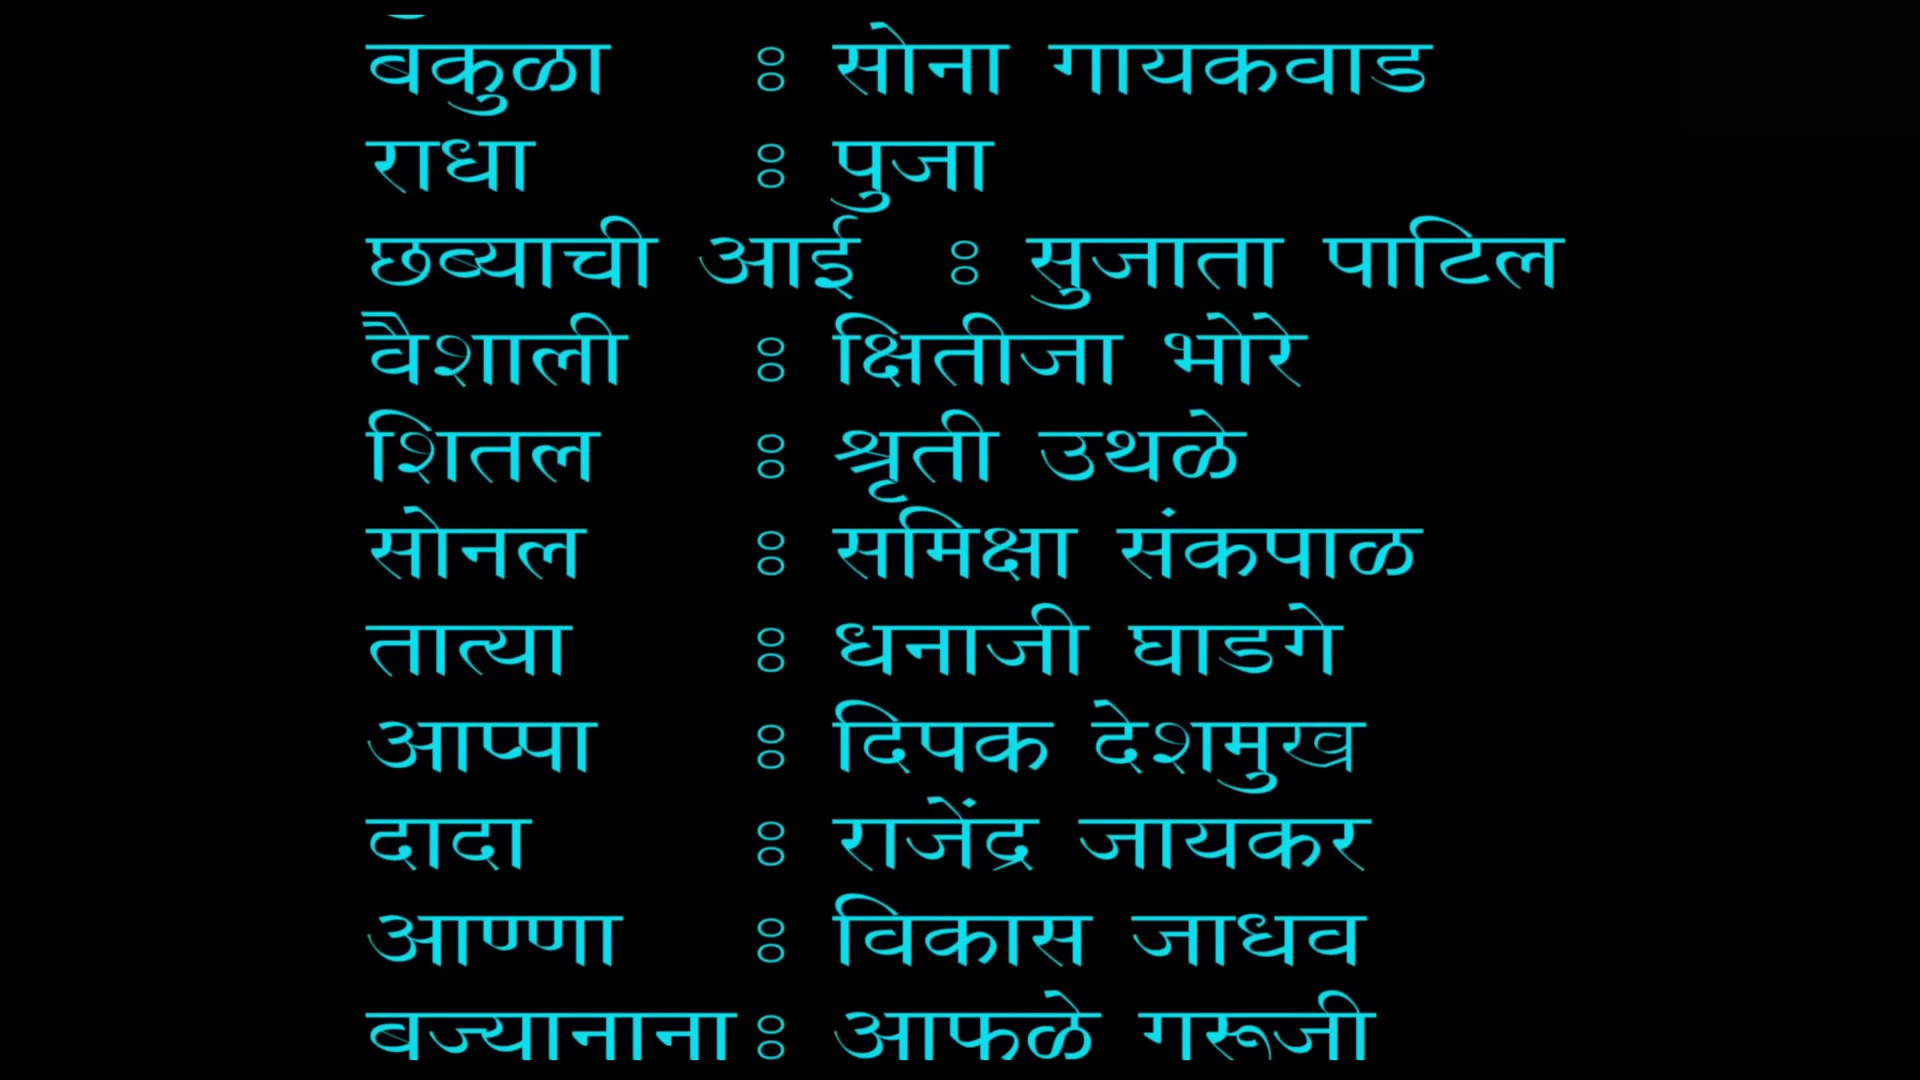 बकुळा : सोना गायकवाड
राधा : पुजा
छब्याची आई : सुजाता पाटिल
वैशाली : क्षितीजा भोरे
शितल : श्रृती उथळे
सोनल : समिक्षा संकपाळ
तात्या : धनाजी घाडगे
आप्पा : दिपक देशमुख
दादा : राजेंद्र जायकर
आण्णा : विकास जाधव
बज्यानाना : आफळे गरूजी